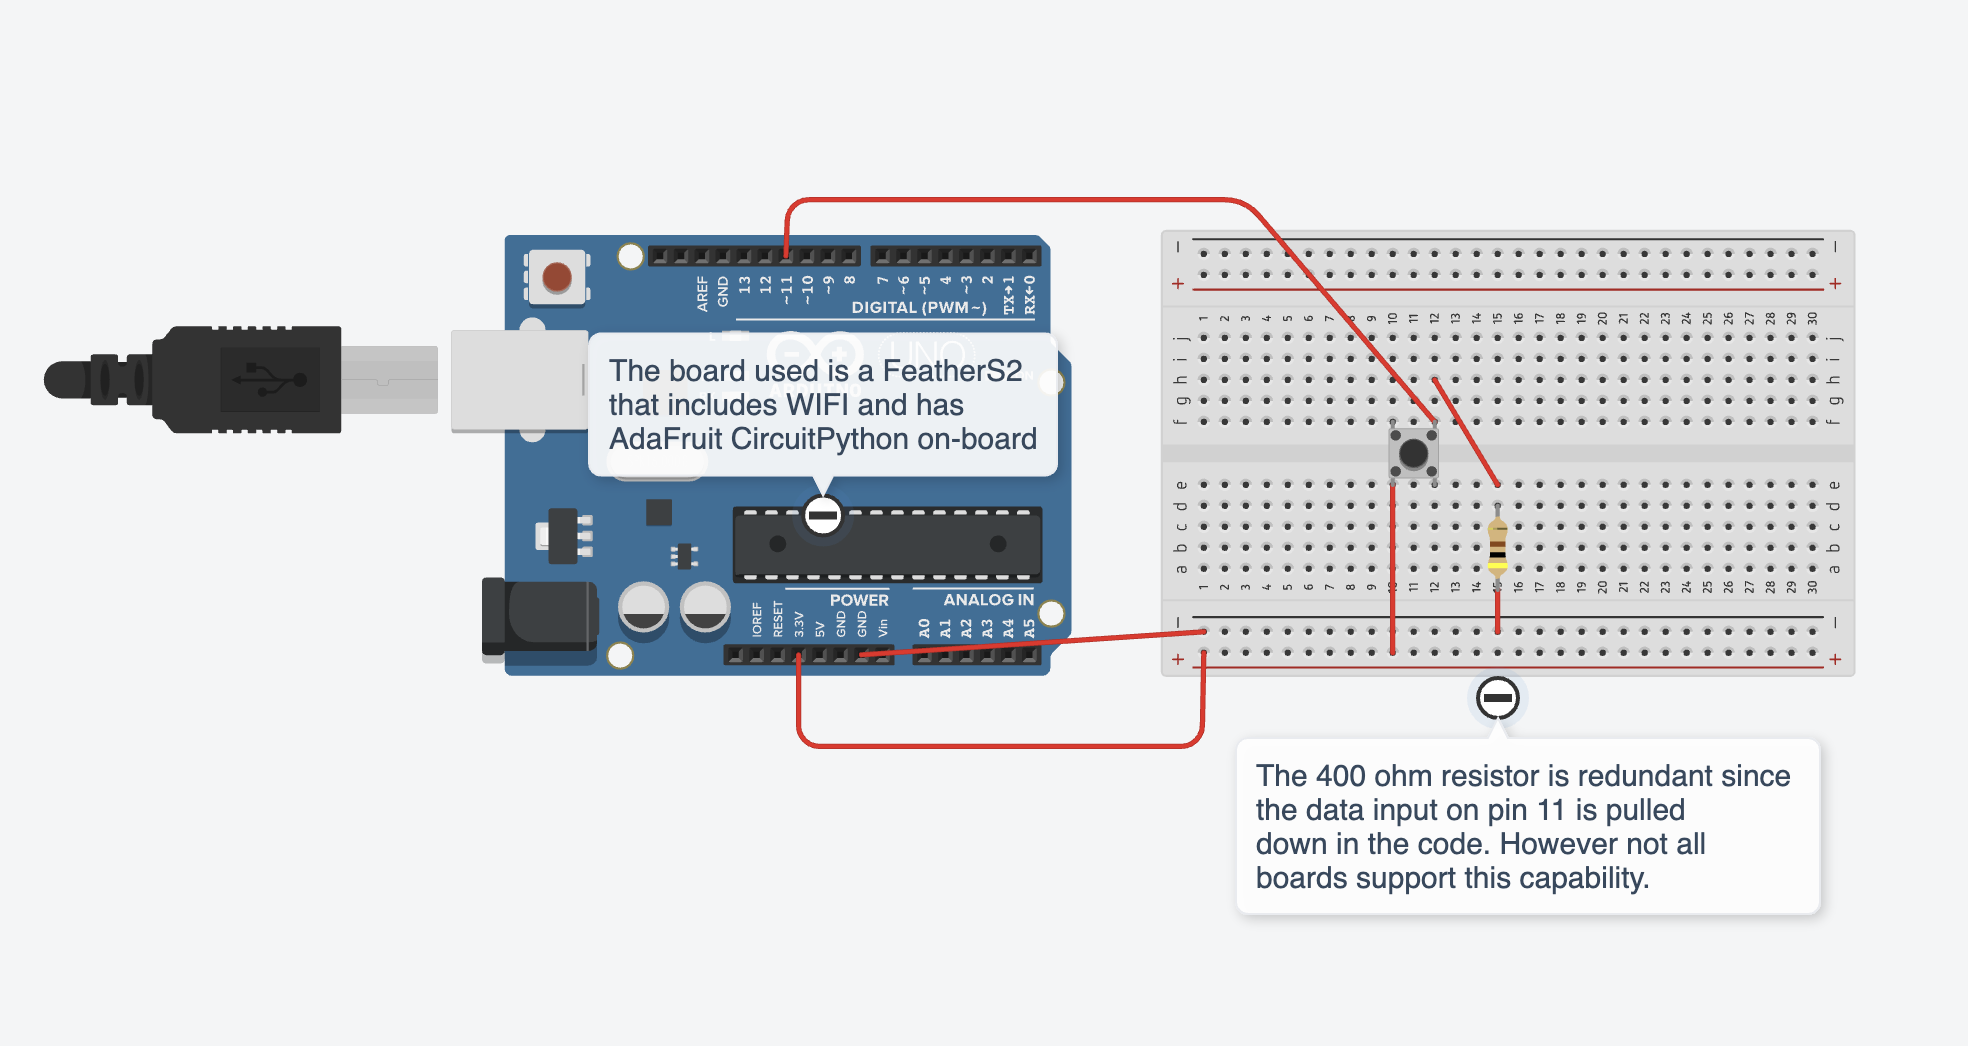 AREF
GND
13
12
~11
~10
~9
8
7
~6
~5
4
~3
2
TX→1
RX←0
DIGITAL (PWM~)
L
UNO
ARDUINO
ON
The board used is a FeatherS2
that includes WIFI and has
AdaFruit CircuitPython on-board
POWER
ANALOG IN
IOREF
RESET
3.3V
5V
GND
GND
Vin
A0
A1
A2
A3
A4
A5
− −
+ +
1 2 3 4 5 6 7 8 9 10 11 12 13 14 15 16 17 18 19 20 21 22 23 24 25 26 27 28 29 30
j j
i i
h h
g g
f f
e e
d d
c c
b b
a a
1 2 3 4 5 6 7 8 9 10 11 12 13 14 15 16 17 18 19 20 21 22 23 24 25 26 27 28 29 30
− −
+ +
The 400 ohm resistor is redundant since
the data input on pin 11 is pulled
down in the code. However not all
boards support this capability.